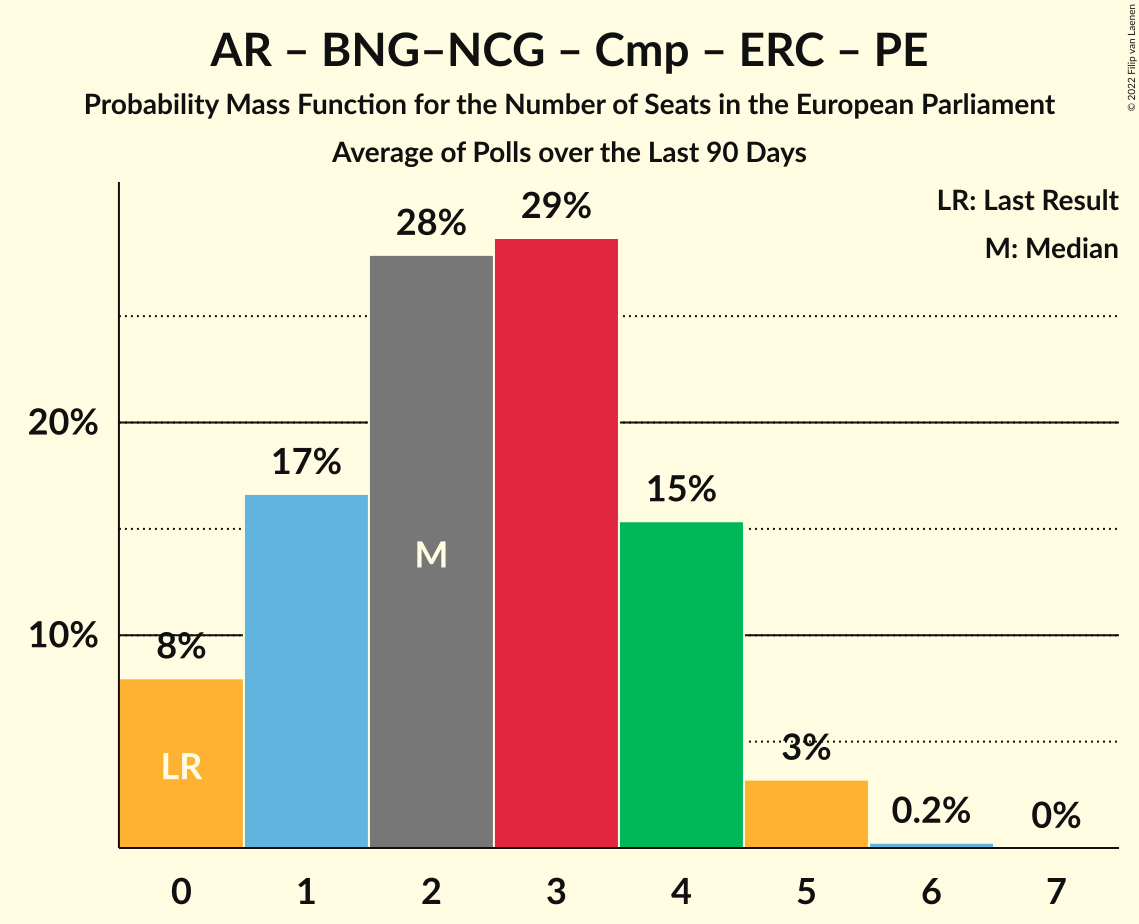 AR – BNG–NCG – Cmp – ERC – PE
Probability Mass Function for the Number of Seats in the European Parliament
Average of Polls over the Last 90 Days
© 2022 Filip van Laenen
LR: Last Result
M: Median
29%
28%
20%
17%
15%
M
10%
8%
LR
3%
0.2%
0%
0 1 2 3 4 5 6 7